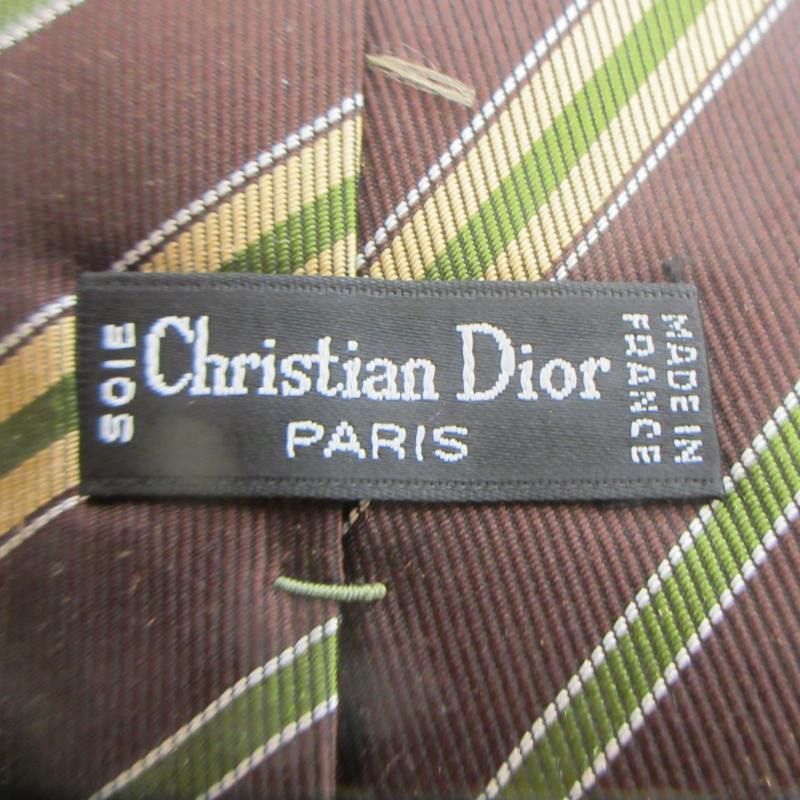 SOIE
Christian Dior
PARIS
MADE IN
FRANCE